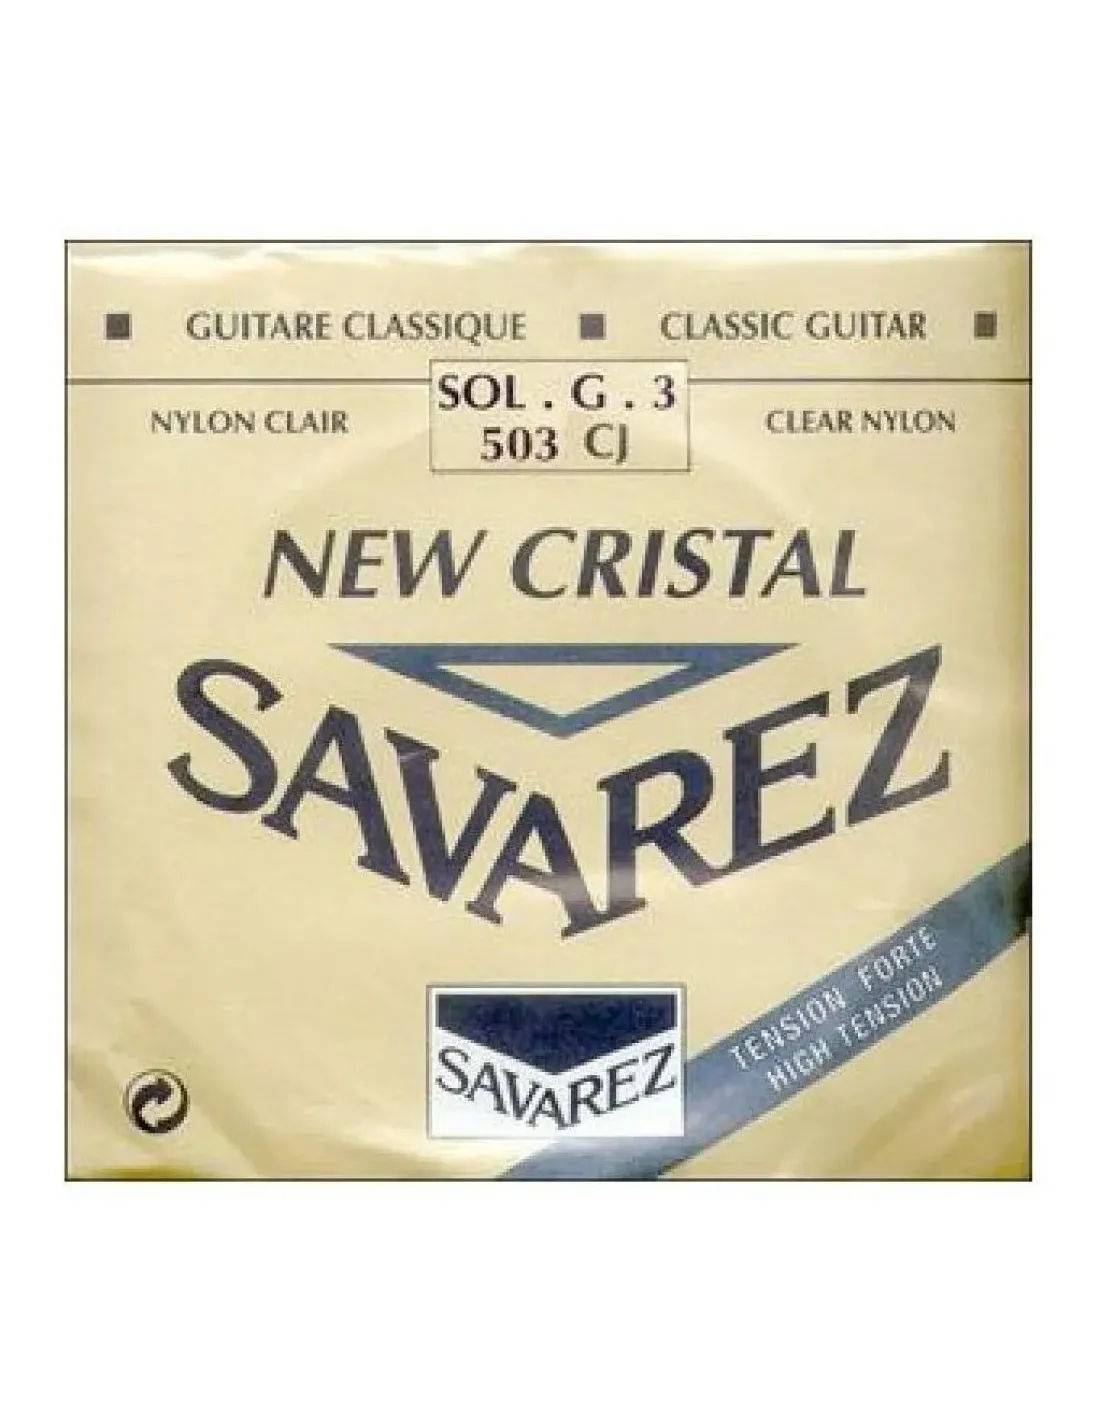 GUITARE CLASSIQUE CLASSIC GUITAR
SOL . G . 3
NYLON CLAIR CLEAR NYLON
503 CJ
NEW CRISTAL
SAVAREZ
TENSION FORTE
HIGH TENSION
SAVAREZ